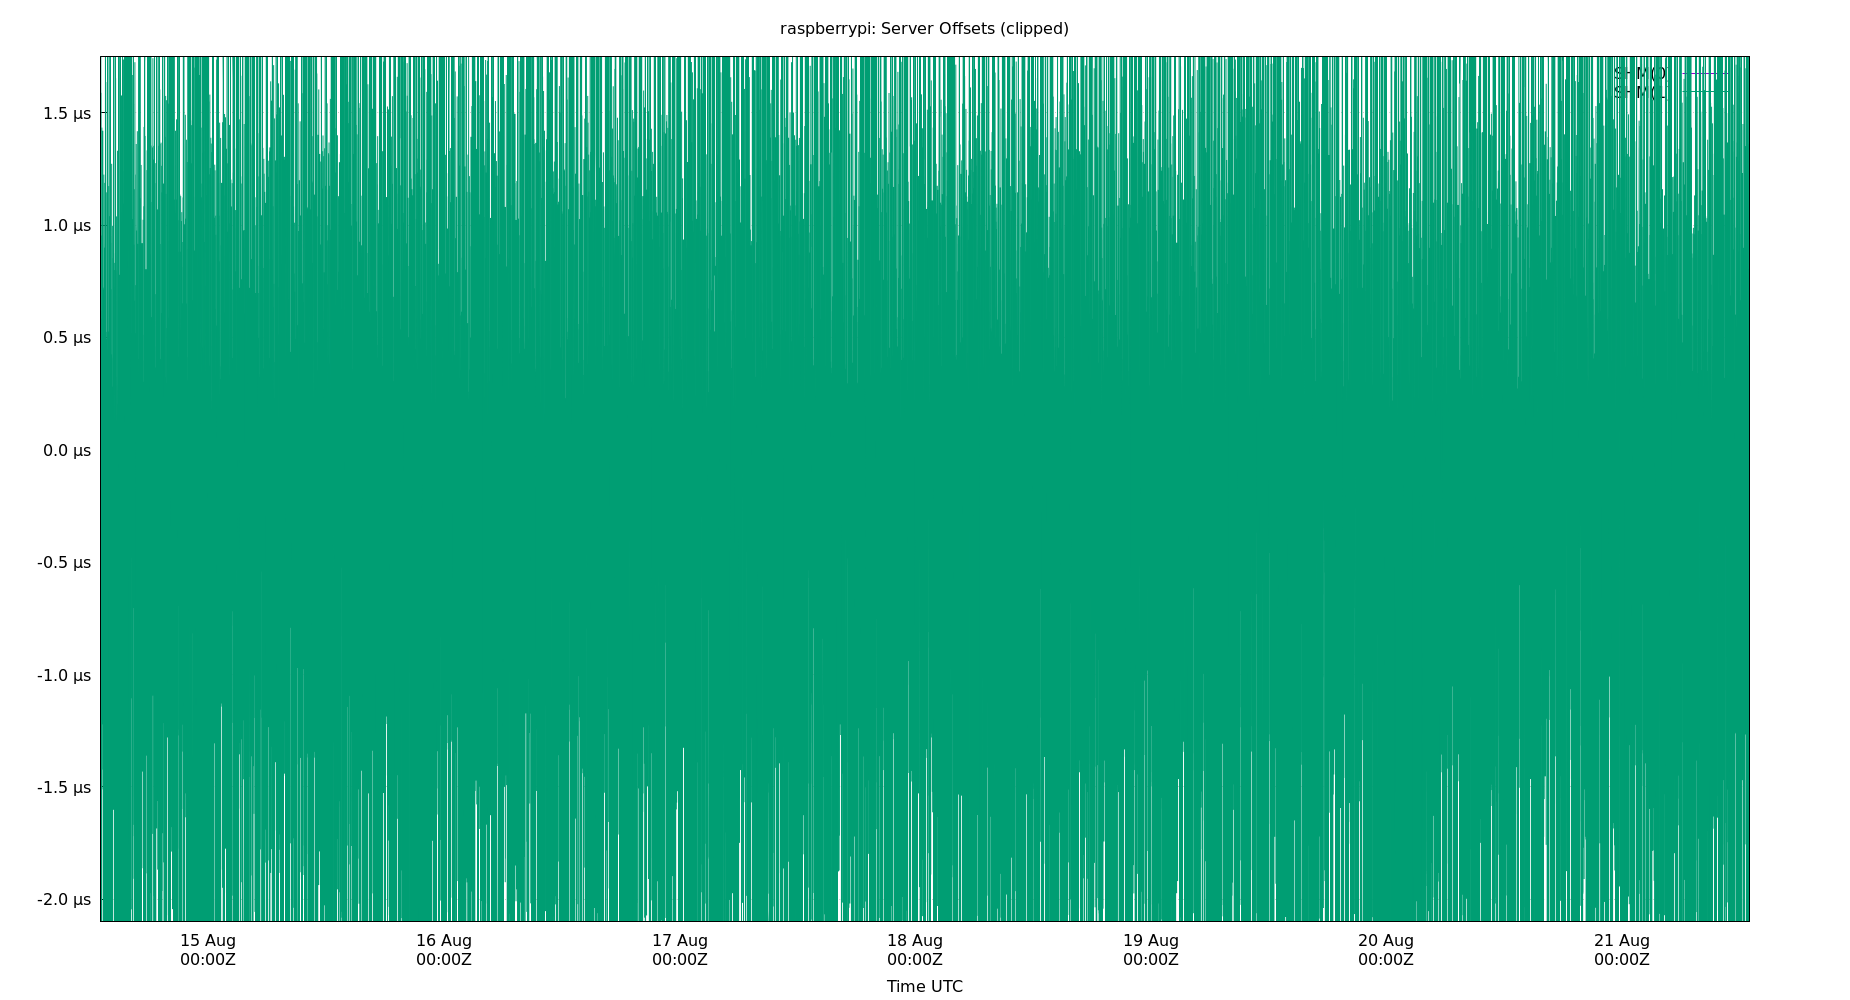 raspberrypi: Server Offsets (clipped)
1.5 µs
1.0 µs
0.5 µs
0.0 µs
-0.5 µs
-1.0 µs
-1.5 µs
-2.0 µs
15 Aug
00:00Z
16 Aug
00:00Z
17 Aug
00:00Z
18 Aug
00:00Z
19 Aug
00:00Z
20 Aug
00:00Z
21 Aug
00:00Z
Time UTC